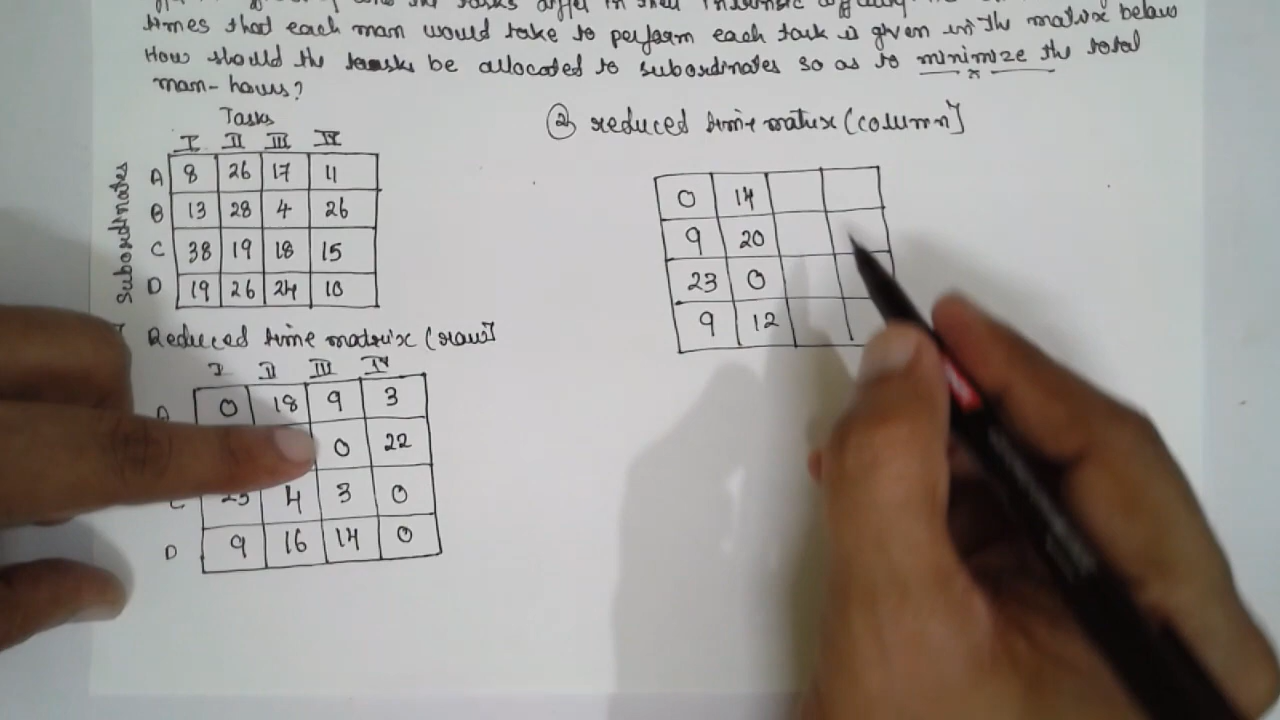 times that each man would take to perform each task is given in the matrix below
How should the tasks be allocated to subordinates so as to minimize the total
man-hours?
Tasks
I II III IV
Subordinates
A 8 26 17 11
B 13 28 4 26
C 38 19 18 15
D 19 26 24 10
Reduced time matrix (row)
I II III IV
A 0 18 9 3
0 22
23 4 3 0
D 9 16 14 0
② reduced time matrix (column)
0 14
9 20
23 0
9 12